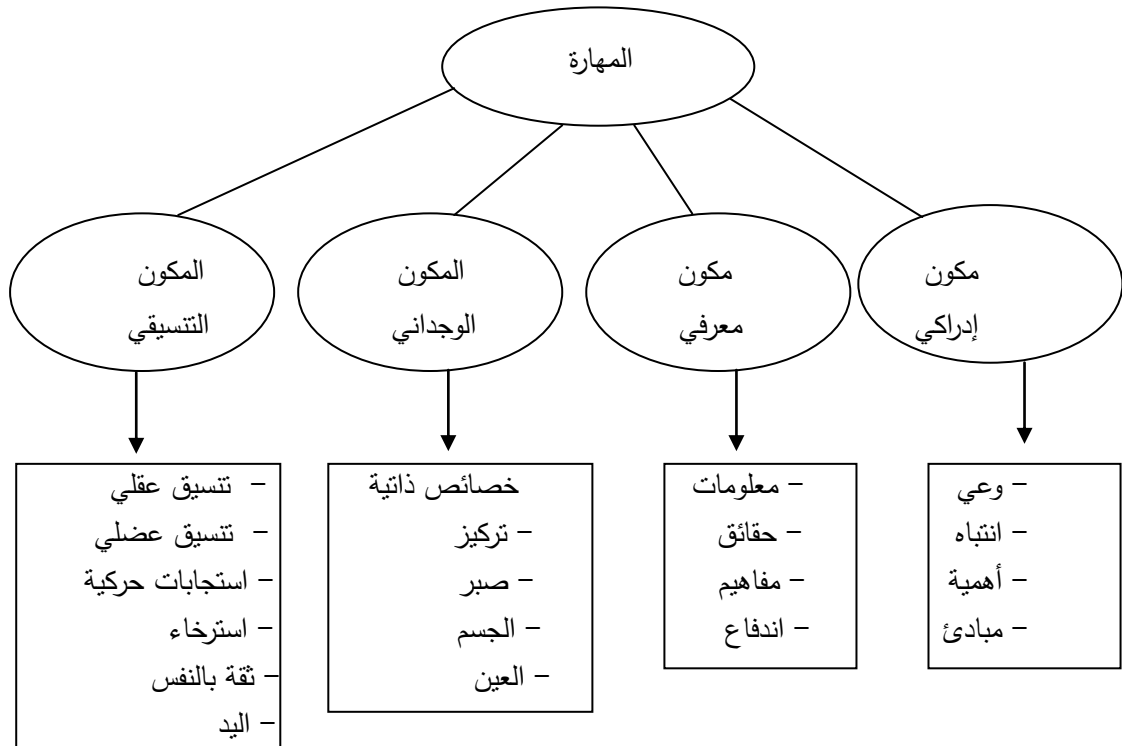 المهارة
مكون
إدراكي
مكون
معرفي
المكون
الوجداني
المكون
التنسيقي
- وعي
- انتباه
- أهمية
- مبادئ
- معلومات
- حقائق
- مفاهيم
- اندفاع
خصائص ذاتية
- تركيز
- صبر
- الجسم
- العين
- تنسيق عقلي
- تنسيق عضلي
- استجابات حركية
- استرخاء
- ثقة بالنفس
- اليد